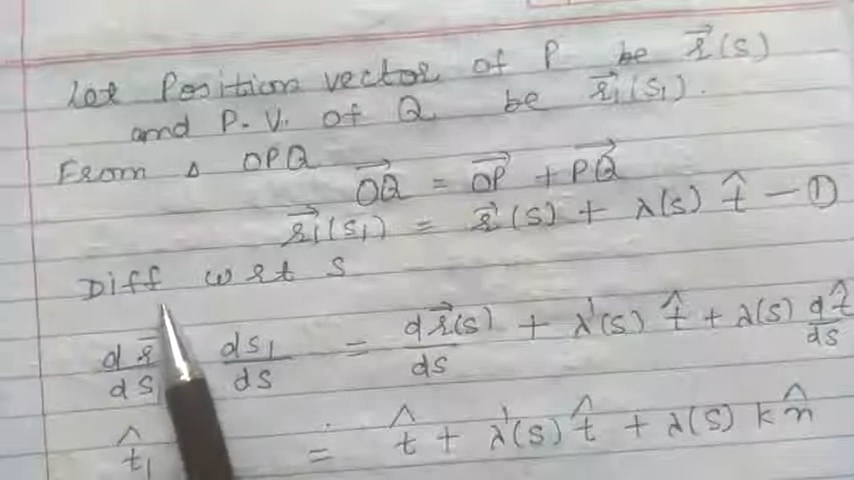 Let Position vector of P be r⃗(s)
and P.V. of Q be r⃗₁(s₁).
From Δ OPQ
OQ⃗ = OP⃗ + PQ⃗
r⃗₁(s₁) = r⃗(s) + λ(s) t̂ — ①
Diff w r t s
dr⃗/ds₁ ds₁/ds = dr⃗(s)/ds + λ'(s) t̂ + λ(s) dt̂/ds
t̂₁ = t̂ + λ'(s) t̂ + λ(s) k n̂